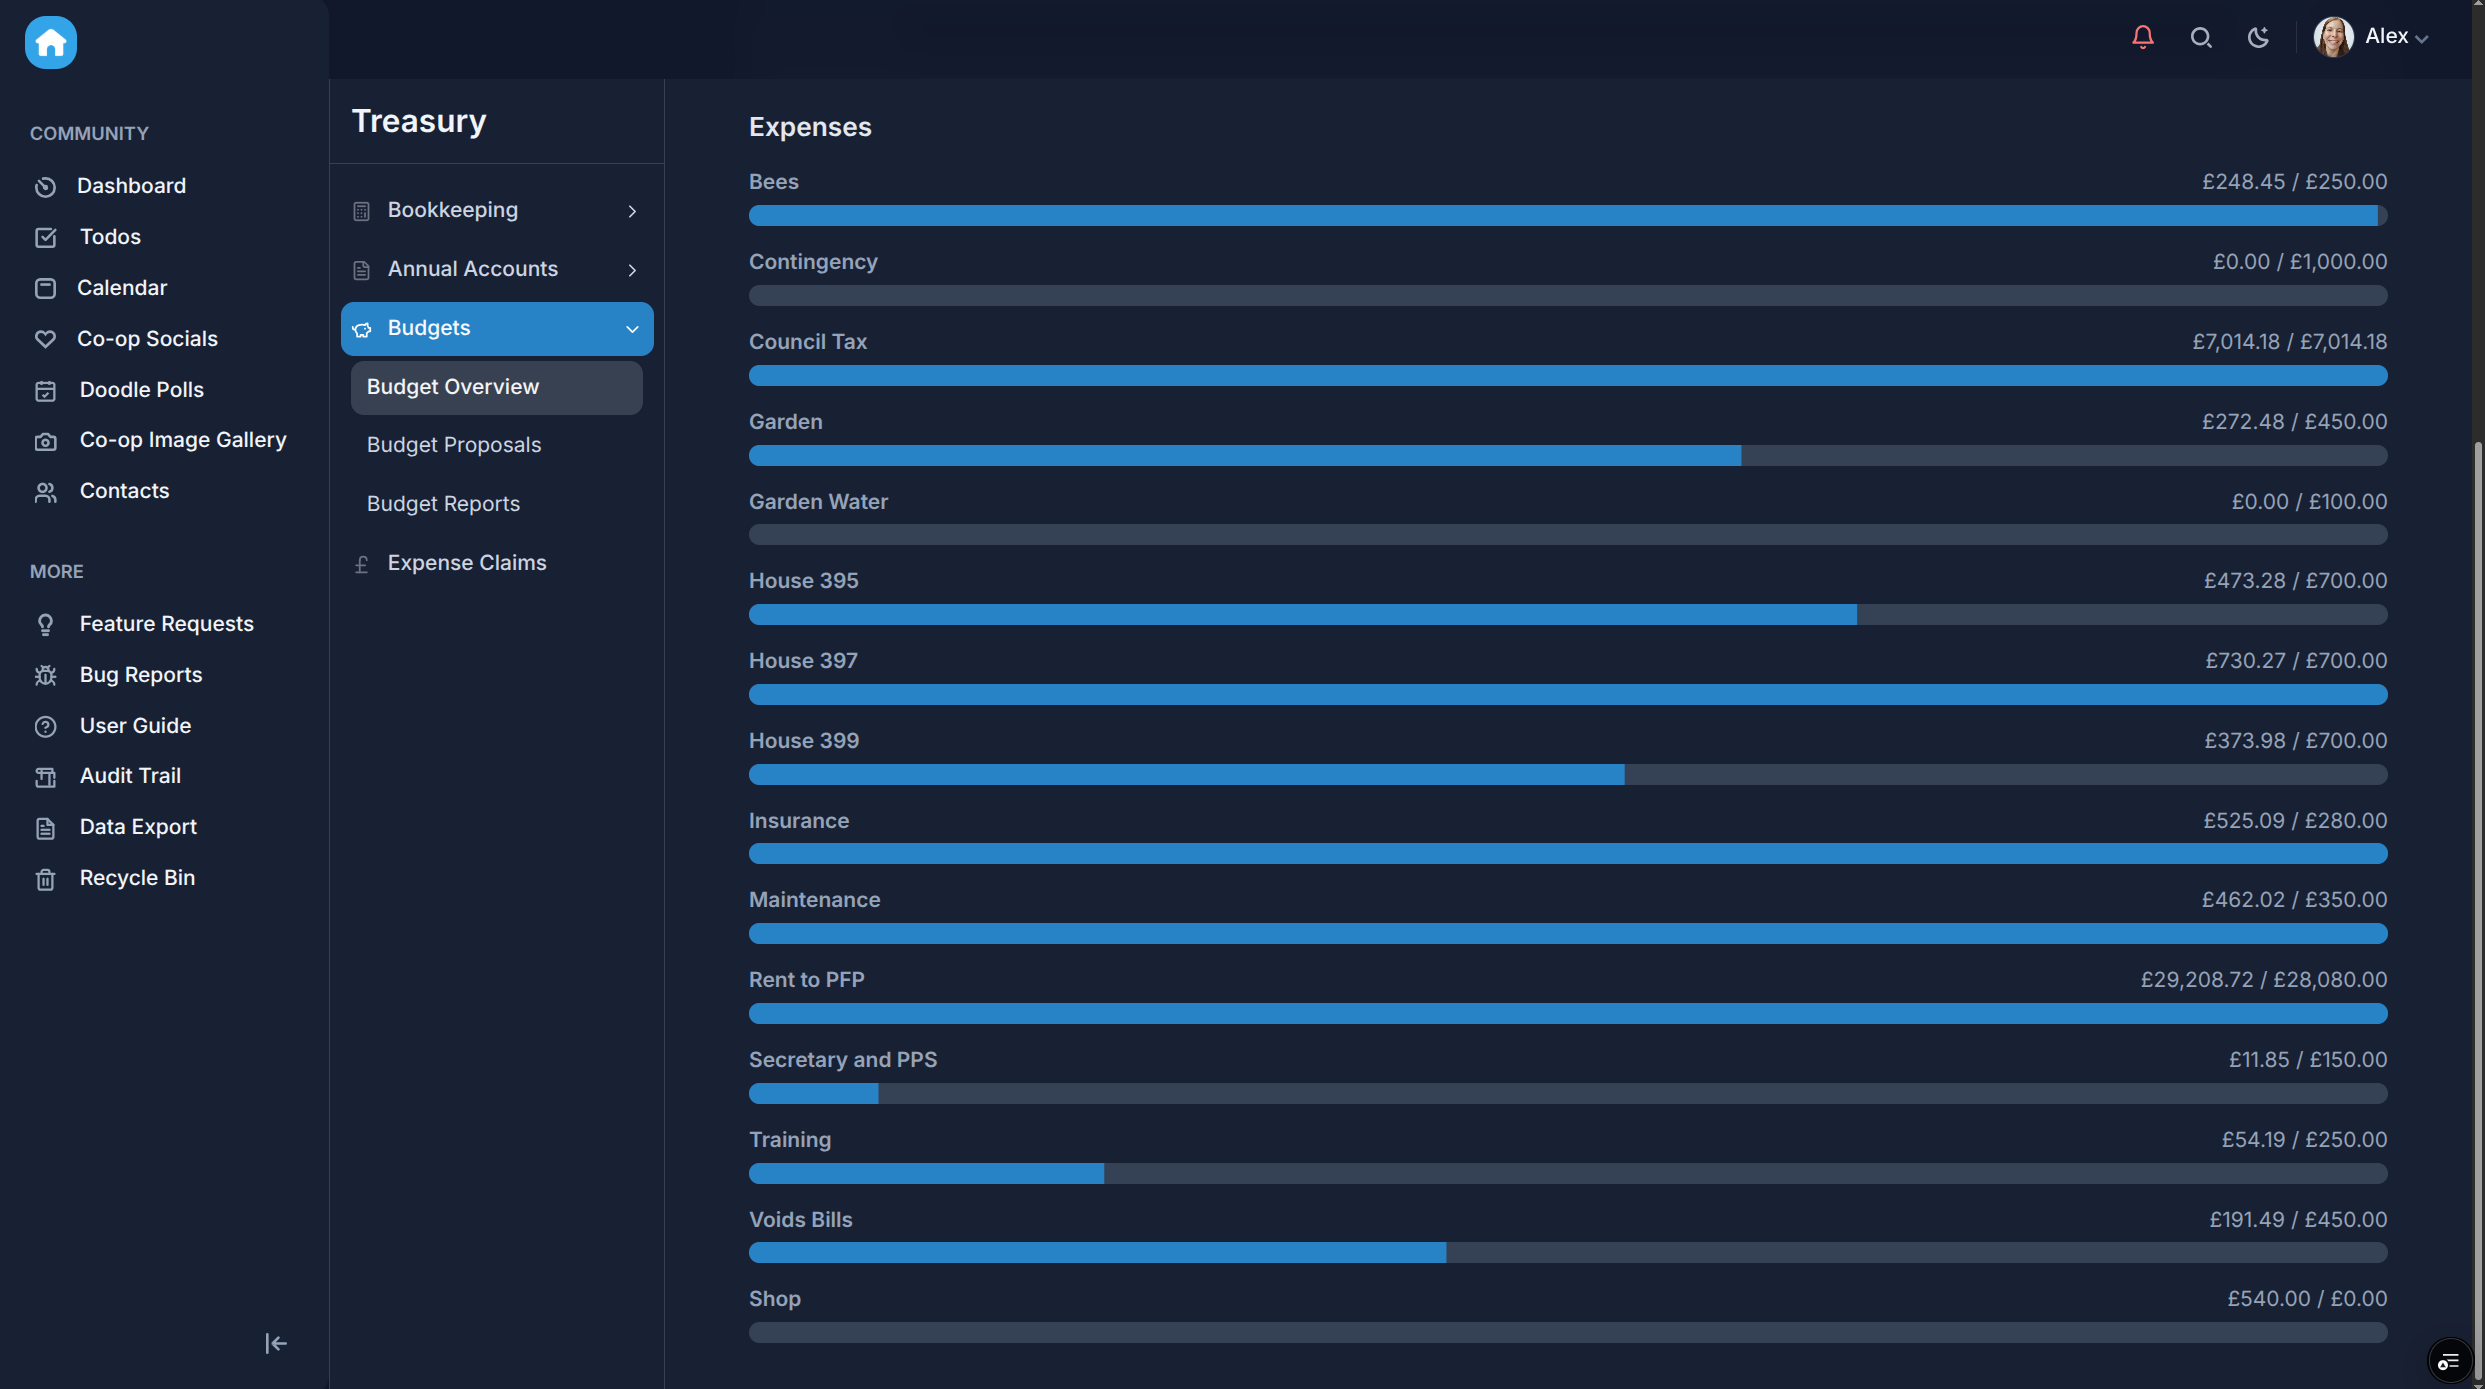 Alex
COMMUNITY
Dashboard
Todos
Calendar
Co-op Socials
Doodle Polls
Co-op Image Gallery
Contacts
MORE
Feature Requests
Bug Reports
User Guide
Audit Trail
Data Export
Recycle Bin
Treasury
Bookkeeping
Annual Accounts
Budgets
Budget Overview
Budget Proposals
Budget Reports
Expense Claims
Expenses
Bees £248.45 / £250.00
Contingency £0.00 / £1,000.00
Council Tax £7,014.18 / £7,014.18
Garden £272.48 / £450.00
Garden Water £0.00 / £100.00
House 395 £473.28 / £700.00
House 397 £730.27 / £700.00
House 399 £373.98 / £700.00
Insurance £525.09 / £280.00
Maintenance £462.02 / £350.00
Rent to PFP £29,208.72 / £28,080.00
Secretary and PPS £11.85 / £150.00
Training £54.19 / £250.00
Voids Bills £191.49 / £450.00
Shop £540.00 / £0.00